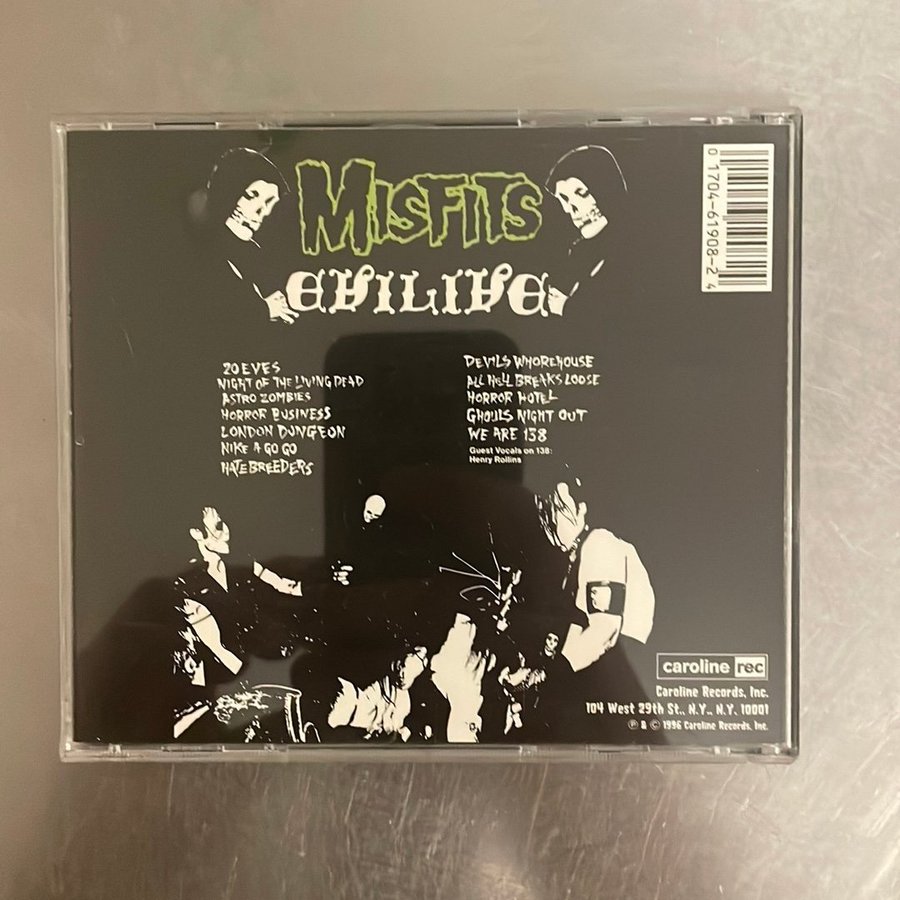 MISFITS
EVILIVE
0 1704-61908-2 4
20 EYES
NIGHT OF THE LIVING DEAD
ASTRO ZOMBIES
HORROR BUSINESS
LONDON DUNGEON
NIKE A GO GO
HATEBREEDERS
DEVILS WHOREHOUSE
ALL HELL BREAKS LOOSE
HORROR HOTEL
GHOULS NIGHT OUT
WE ARE 138
Guest Vocals on 138:
Henry Rollins
caroline rec
Caroline Records, Inc.
104 West 29th St., N.Y., N.Y. 10001
℗ & © 1996 Caroline Records, Inc.